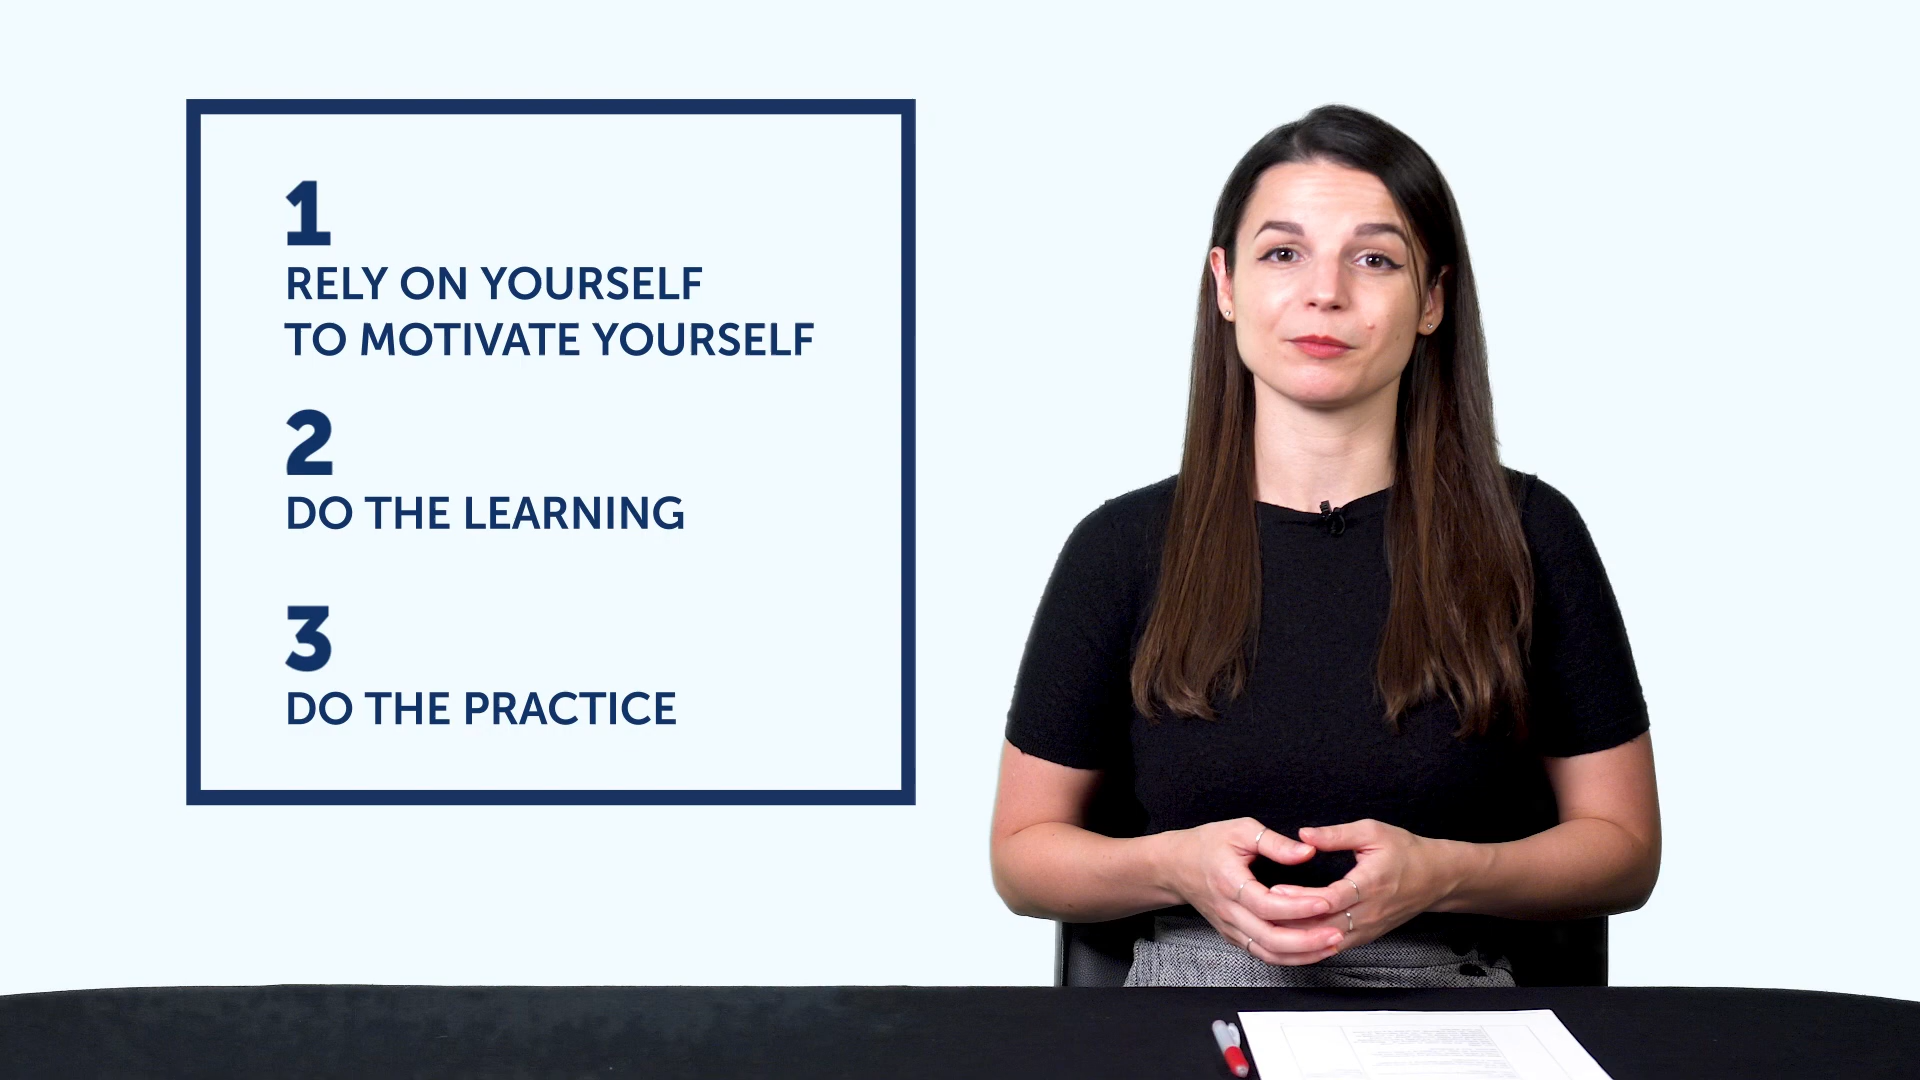 1
RELY ON YOURSELF
TO MOTIVATE YOURSELF
2
DO THE LEARNING
3
DO THE PRACTICE